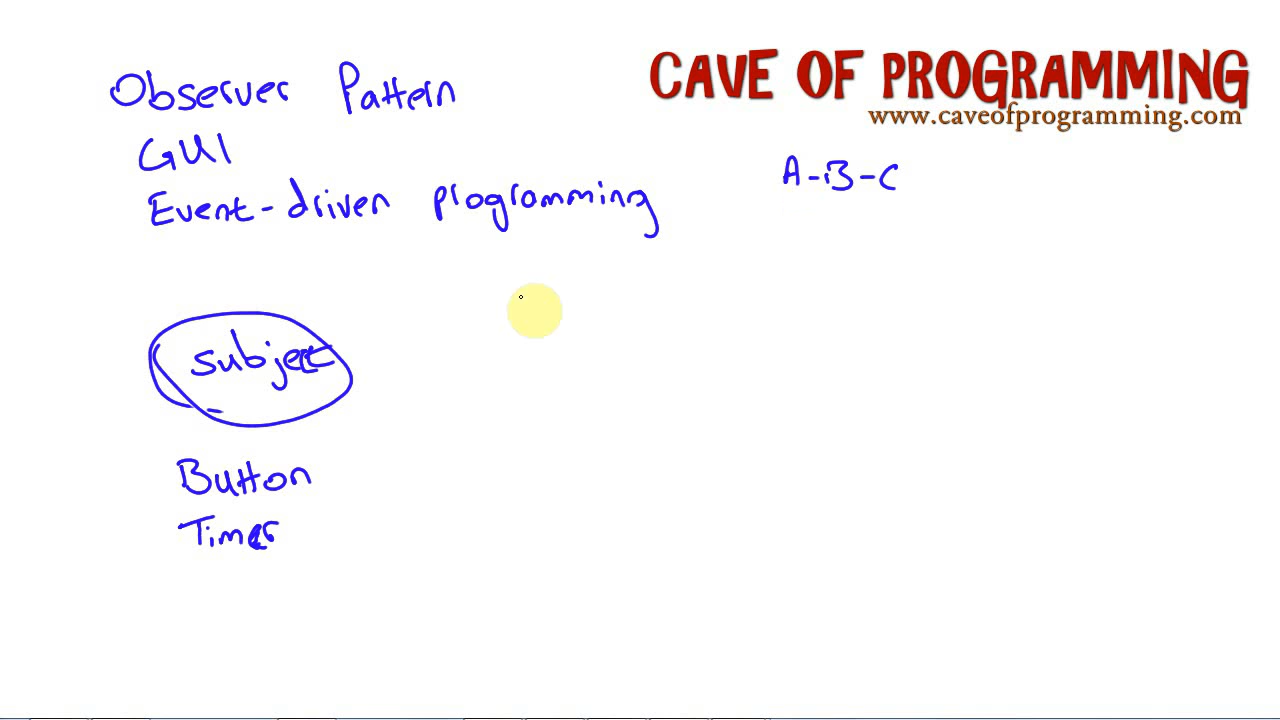 Observer Pattern
GUI
Event-driven programming
CAVE OF PROGRAMMING
www.caveofprogramming.com
A-B-C
subject
Button
Timer